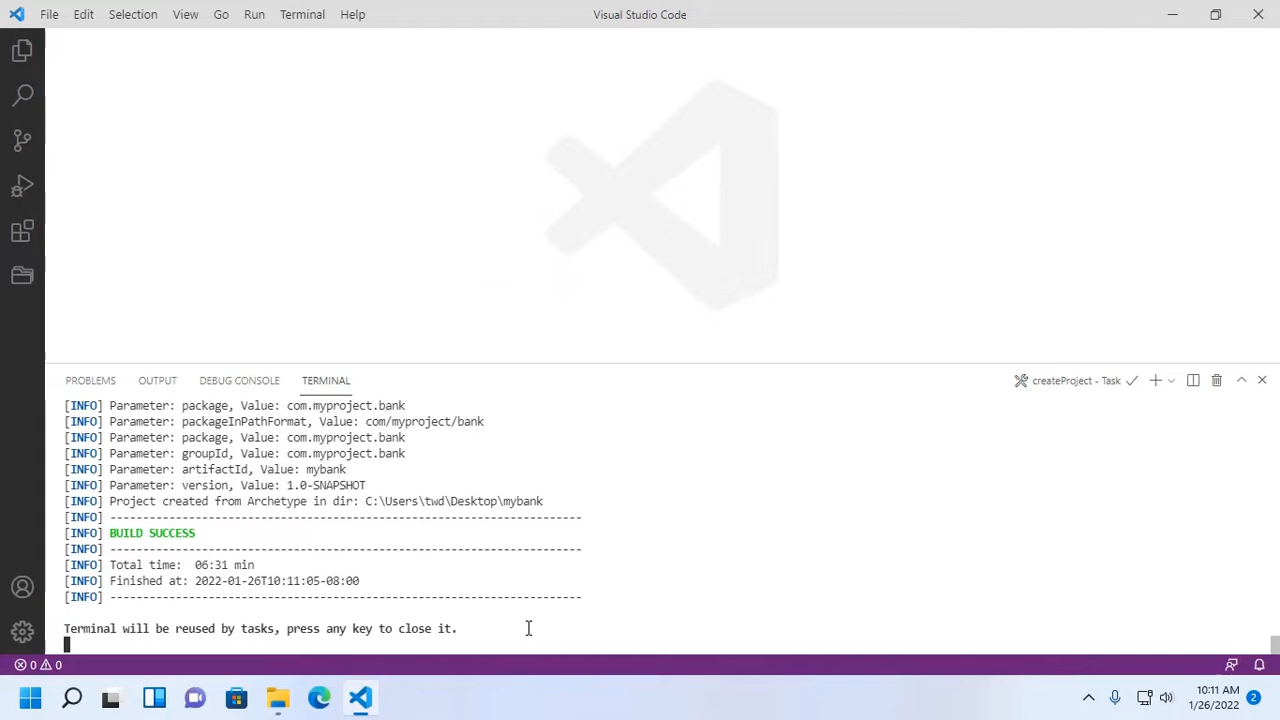 File Edit Selection View Go Run Terminal Help Visual Studio Code
PROBLEMS OUTPUT DEBUG CONSOLE TERMINAL createProject - Task
[INFO] Parameter: package, Value: com.myproject.bank
[INFO] Parameter: packageInPathFormat, Value: com/myproject/bank
[INFO] Parameter: package, Value: com.myproject.bank
[INFO] Parameter: groupId, Value: com.myproject.bank
[INFO] Parameter: artifactId, Value: mybank
[INFO] Parameter: version, Value: 1.0-SNAPSHOT
[INFO] Project created from Archetype in dir: C:\Users\twd\Desktop\mybank
[INFO] ------------------------------------------------------------------------
[INFO] BUILD SUCCESS
[INFO] ------------------------------------------------------------------------
[INFO] Total time:  06:31 min
[INFO] Finished at: 2022-01-26T10:11:05-08:00
[INFO] ------------------------------------------------------------------------
Terminal will be reused by tasks, press any key to close it.
0 0
10:11 AM
1/26/2022
2